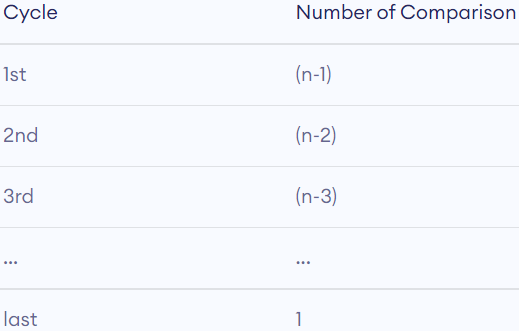 Cycle Number of Comparison
1st (n-1)
2nd (n-2)
3rd (n-3)
... ...
last 1